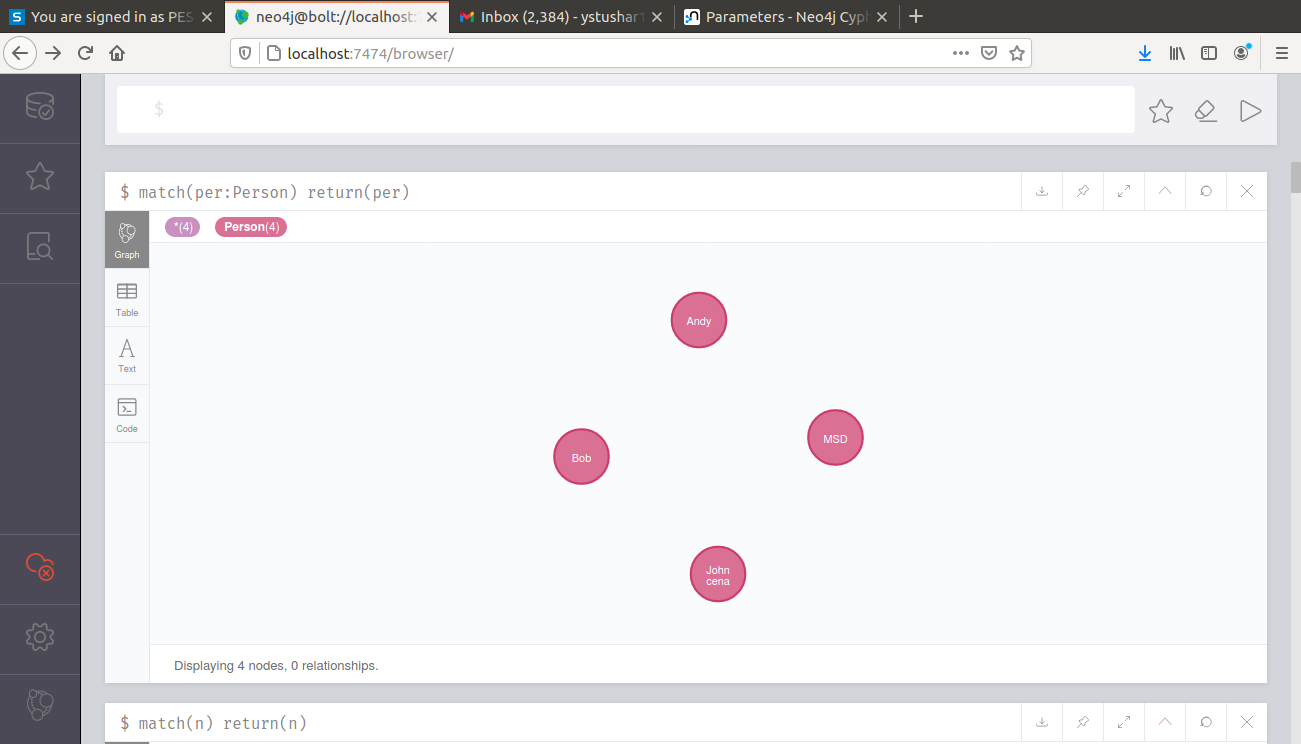 You are signed in as PES
neo4j@bolt://localhost:
Inbox (2,384) - ystushar
Parameters - Neo4j Cyph
localhost:7474/browser/
$
$ match(per:Person) return(per)
*(4)
Person(4)
Graph
Table
Text
Code
Andy
MSD
Bob
John
cena
Displaying 4 nodes, 0 relationships.
$ match(n) return(n)